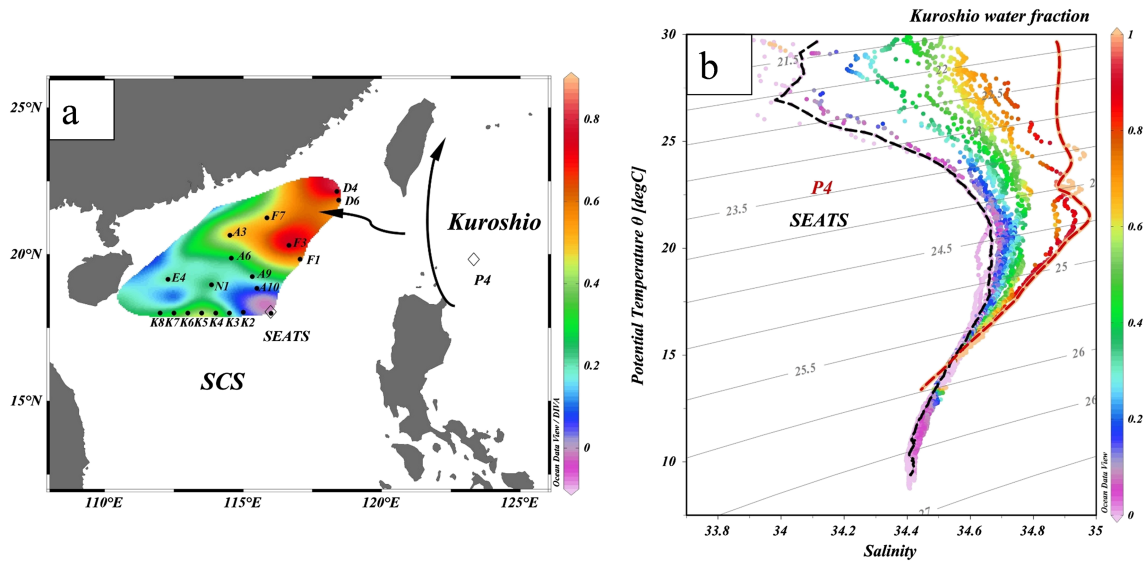 a
25°N
20°N
15°N
110°E
115°E
120°E
125°E
D4
D6
F7
A3
F3
A6
F1
E4
N1
A9
A10
K8 K7 K6 K5 K4 K3 K2
SEATS
SCS
Kuroshio
P4
0.8
0.6
0.4
0.2
0
Ocean Data View / DIVA
Kuroshio water fraction
b
30
25
20
15
10
Potential Temperature θ [degC]
21.5
22
22.5
23.5
24.5
25
25.5
26
27
P4
SEATS
33.8
34
34.2
34.4
34.6
34.8
35
Salinity
1
0.8
0.6
0.4
0.2
0
Ocean Data View